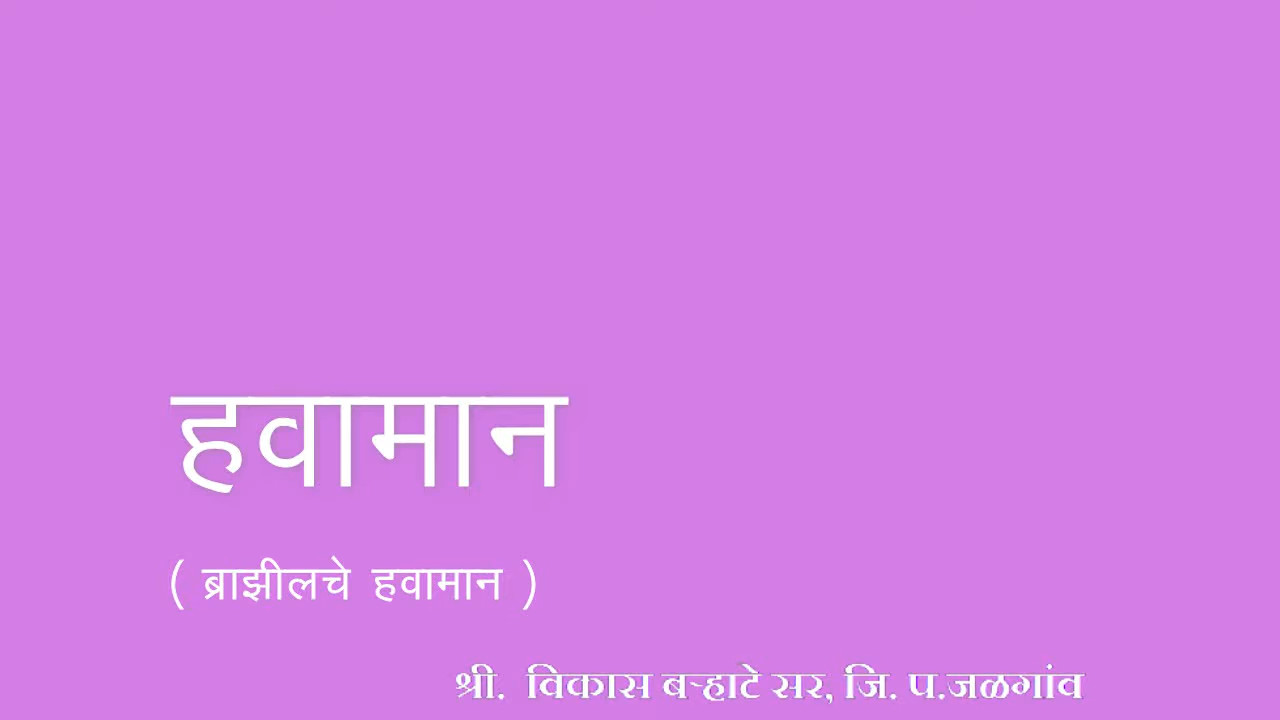 हवामान
( ब्राझीलचे हवामान )
श्री. विकास बऱ्हाटे सर, जि. प.जळगांव